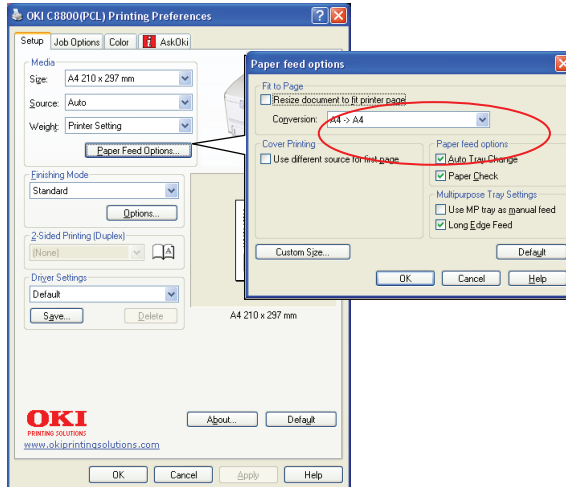 OKI C8800(PCL) Printing Preferences
Setup Job Options Color AskOki
Media
Size: A4 210 x 297 mm
Source: Auto
Weight: Printer Setting
Paper Feed Options...
Finishing Mode
Standard
Options...
2-Sided Printing (Duplex)
(None)
Driver Settings
Default
Save... Delete
A4 210 x 297 mm
OKI
PRINTING SOLUTIONS
www.okiprintingsolutions.com
About... Default
OK Cancel Apply Help
Paper feed options
Fit to Page
Resize document to fit printer page
Conversion: A4 -> A4
Cover Printing
Use different source for first page
Paper feed options
Auto Tray Change
Paper Check
Multipurpose Tray Settings
Use MP tray as manual feed
Long Edge Feed
Custom Size... Default
OK Cancel Help